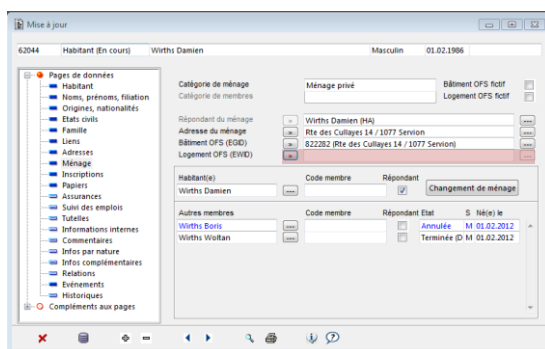 Mise à jour
62044 Habitant (En cours) Wirths Damien Masculin 01.02.1986
Pages de données
Habitant
Noms, prénoms, filiation
Origines, nationalités
Etats civils
Famille
Liens
Adresses
Ménage
Inscriptions
Papiers
Assurances
Suivi des emplois
Tutelles
Informations internes
Commentaires
Infos par nature
Infos complémentaires
Relations
Evénements
Historiques
Compléments aux pages
Catégorie de ménage Ménage privé Bâtiment OFS fictif
Catégorie de membres Logement OFS fictif
Répondant du ménage Wirths Damien (HA)
Adresse du ménage Rte des Cullayes 14 / 1077 Servion
Bâtiment OFS (EGID) 822282 (Rte des Cullayes 14 / 1077 Servion)
Logement OFS (EWID)
Habitant(e) Code membre Répondant
Wirths Damien Changement de ménage
Autres membres Code membre Répondant Etat S Né(e) le
Wirths Boris Annulée M 01.02.2012
Wirths Woltan Terminée (D M 01.02.2012